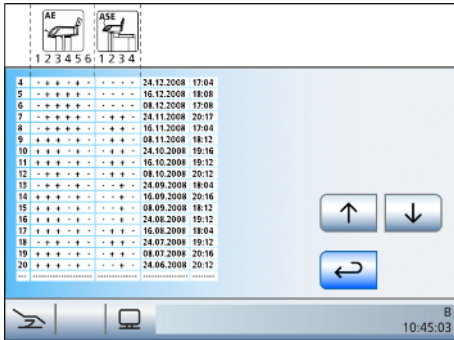 AE ASE
1 2 3 4 5 6 1 2 3 4
4 - + + - + - - - - - 24.12.2008 17:04
5 - + + + + - - - - - 16.12.2008 18:08
6 - + + + + - - - - - 08.12.2008 17:08
7 - + + + + - - + + - 24.11.2008 20:17
8 - + + + + - - + + - 16.11.2008 17:04
9 + + + - + - - + + - 08.11.2008 18:12
10 + + + - + - - + + - 24.10.2008 19:16
11 + + + - + - - + + - 16.10.2008 19:12
12 - + + - + - - + + - 08.10.2008 20:12
13 - + + - + - - - + - 24.09.2008 18:04
14 + + + - + - - - + - 16.09.2008 20:16
15 + + + - + - - + + - 08.09.2008 18:12
16 + + + - + - - - + - 24.08.2008 19:12
17 + + + - + - - + + - 16.08.2008 18:04
18 - + + - + - - + + - 24.07.2008 19:12
19 + + + - + - - + + - 08.07.2008 20:16
20 + + + - + - - - + - 24.06.2008 20:12
B
10:45:03